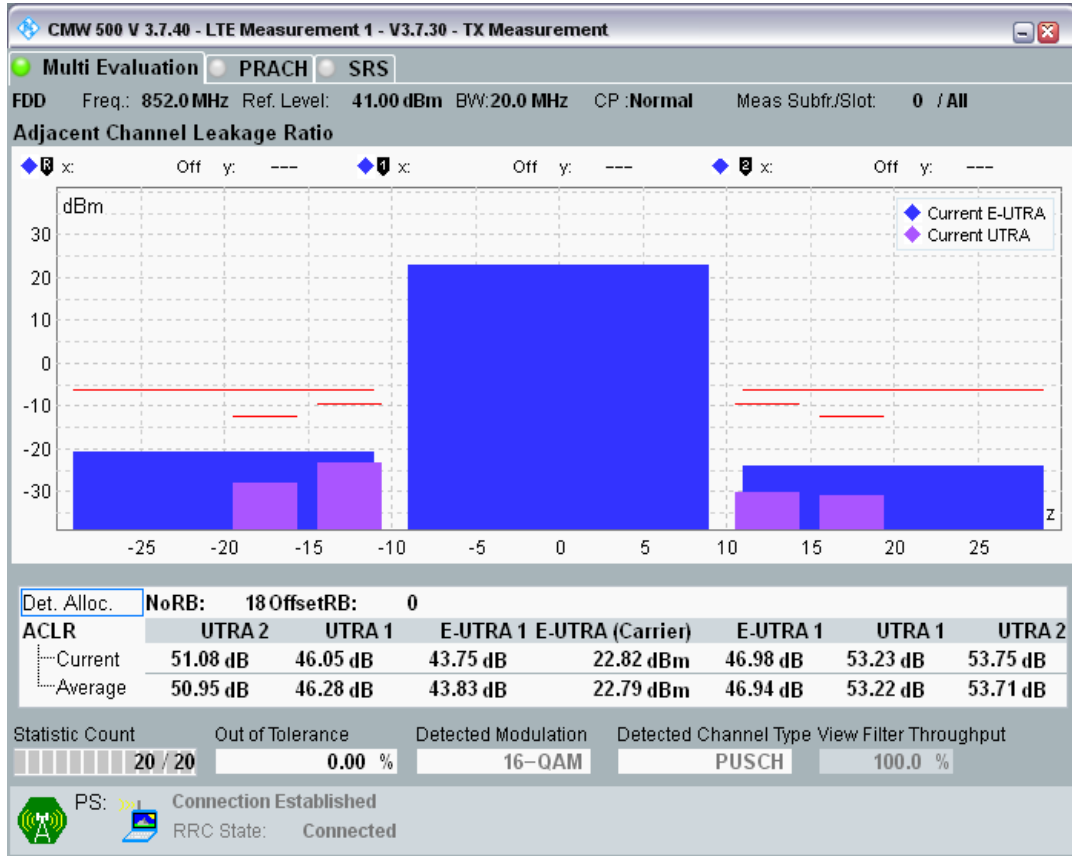 CMW 500 V 3.7.40 - LTE Measurement 1 - V3.7.30 - TX Measurement
Multi Evaluation PRACH SRS
FDD Freq.: 852.0 MHz Ref. Level: 41.00 dBm BW:20.0 MHz CP :Normal Meas Subfr./Slot: 0 / All
Adjacent Channel Leakage Ratio
R x: Off y: --- 1 x: Off y: --- 2 x: Off y: ---
dBm
Current E-UTRA
Current UTRA
30
20
10
0
-10
-20
-30
z
-25 -20 -15 -10 -5 0 5 10 15 20 25
Det. Alloc. NoRB: 18 OffsetRB: 0
ACLR UTRA 2 UTRA 1 E-UTRA 1 E-UTRA (Carrier) E-UTRA 1 UTRA 1 UTRA 2
Current 51.08 dB 46.05 dB 43.75 dB 22.82 dBm 46.98 dB 53.23 dB 53.75 dB
Average 50.95 dB 46.28 dB 43.83 dB 22.79 dBm 46.94 dB 53.22 dB 53.71 dB
Statistic Count Out of Tolerance Detected Modulation Detected Channel Type View Filter Throughput
20 / 20 0.00 % 16-QAM PUSCH 100.0 %
PS: Connection Established
RRC State: Connected